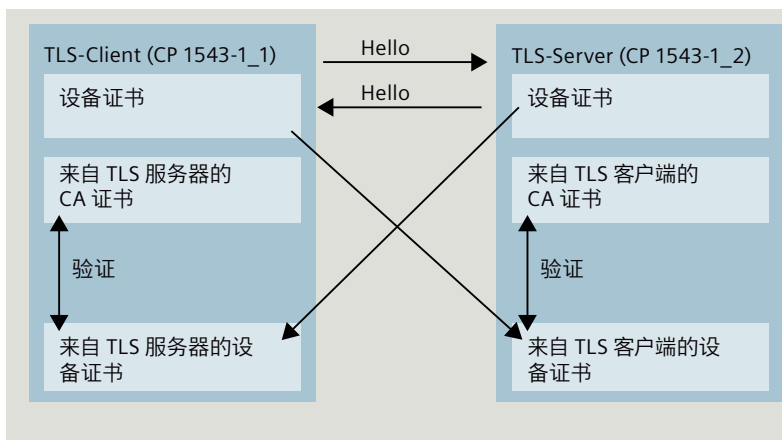 TLS-Client (CP 1543-1_1)
设备证书
来自 TLS 服务器的
CA 证书
验证
来自 TLS 服务器的设
备证书
Hello
Hello
TLS-Server (CP 1543-1_2)
设备证书
来自 TLS 客户端的
CA 证书
验证
来自 TLS 客户端的设
备证书